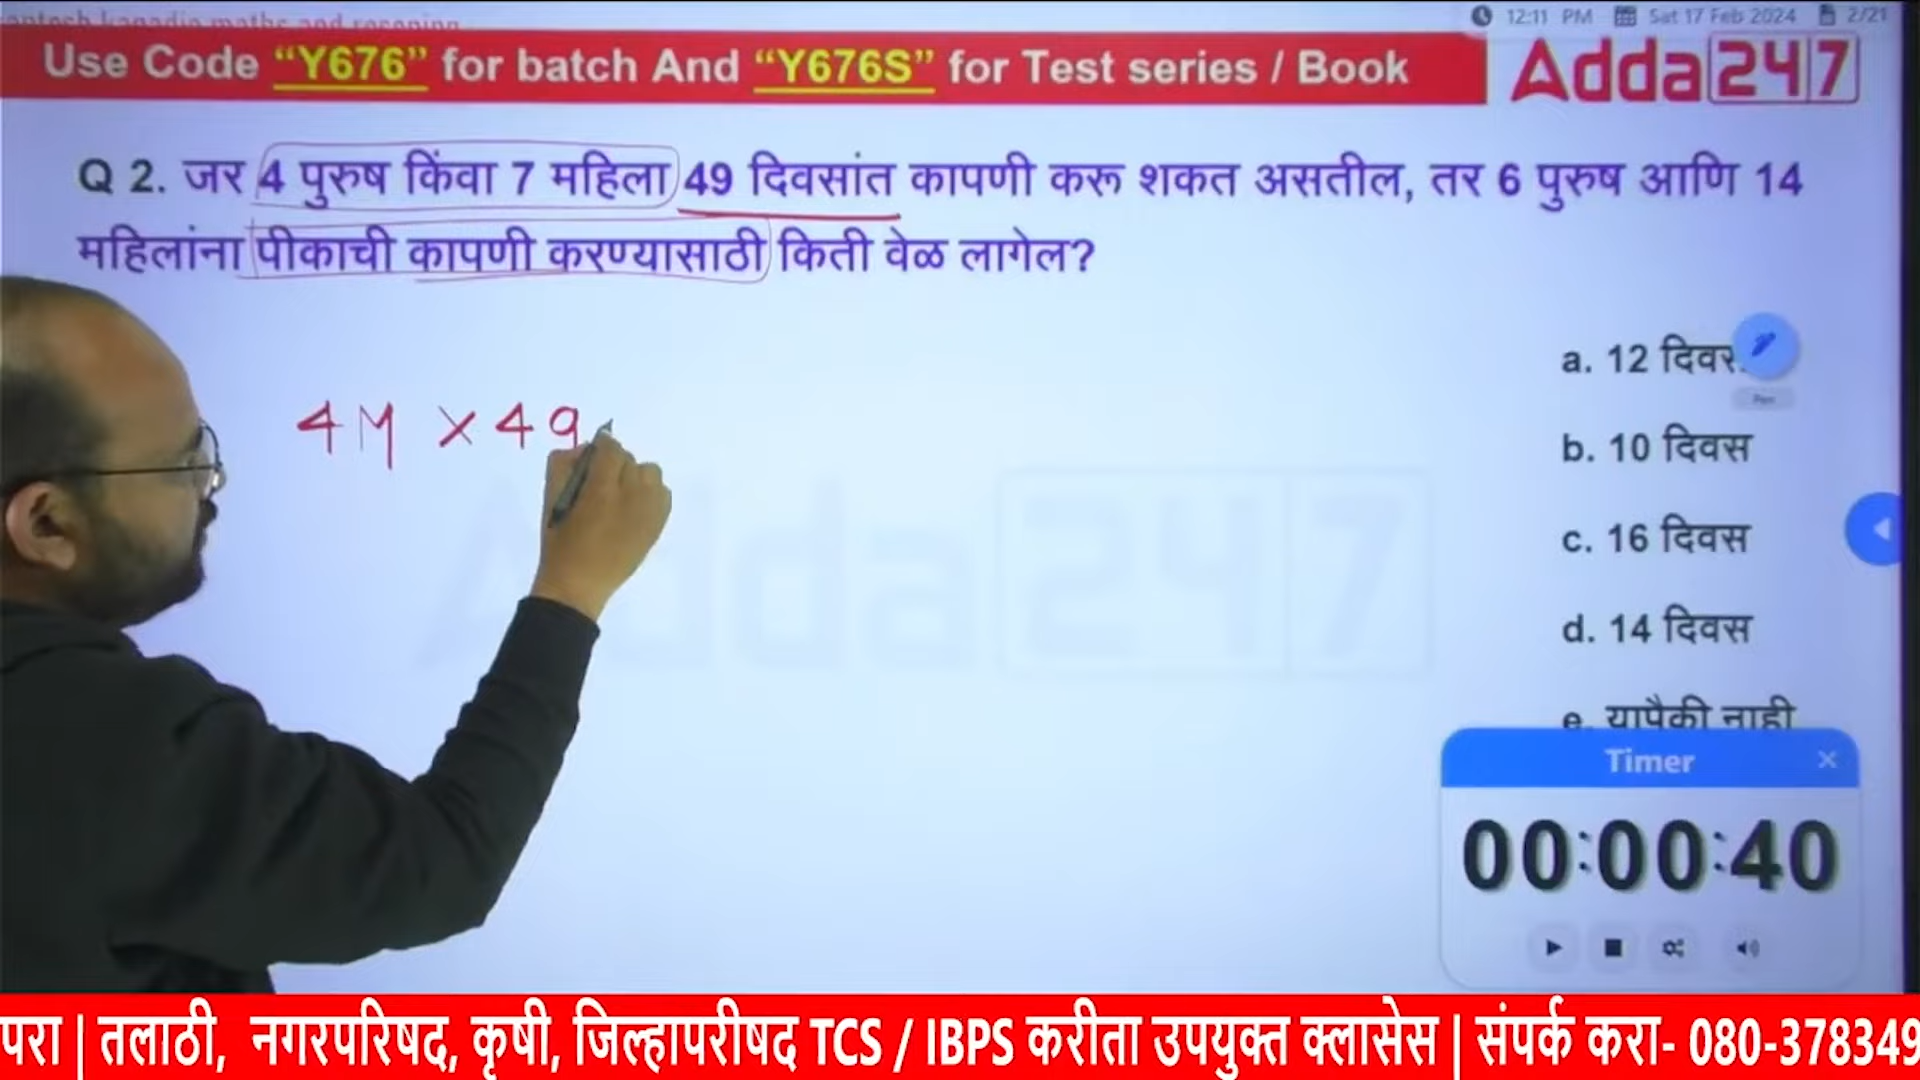 12:11 PM Sat 17 Feb 2024 2/21
Use Code “Y676” for batch And “Y676S” for Test series / Book
Adda247
Q 2. जर 4 पुरुष किंवा 7 महिला 49 दिवसांत कापणी करू शकत असतील, तर 6 पुरुष आणि 14
महिलांना पीकाची कापणी करण्यासाठी किती वेळ लागेल?
a. 12
4M × 49
b. 10 दिवस
c. 16 दिवस
Adda247
d. 14 दिवस
e. यापैकी नाही
Timer
00:00:40
परा | तलाठी, नगरपरिषद, कृषी, जिल्हापरीषद TCS / IBPS करीता उपयुक्त क्लासेस | संपर्क करा- 080-378349